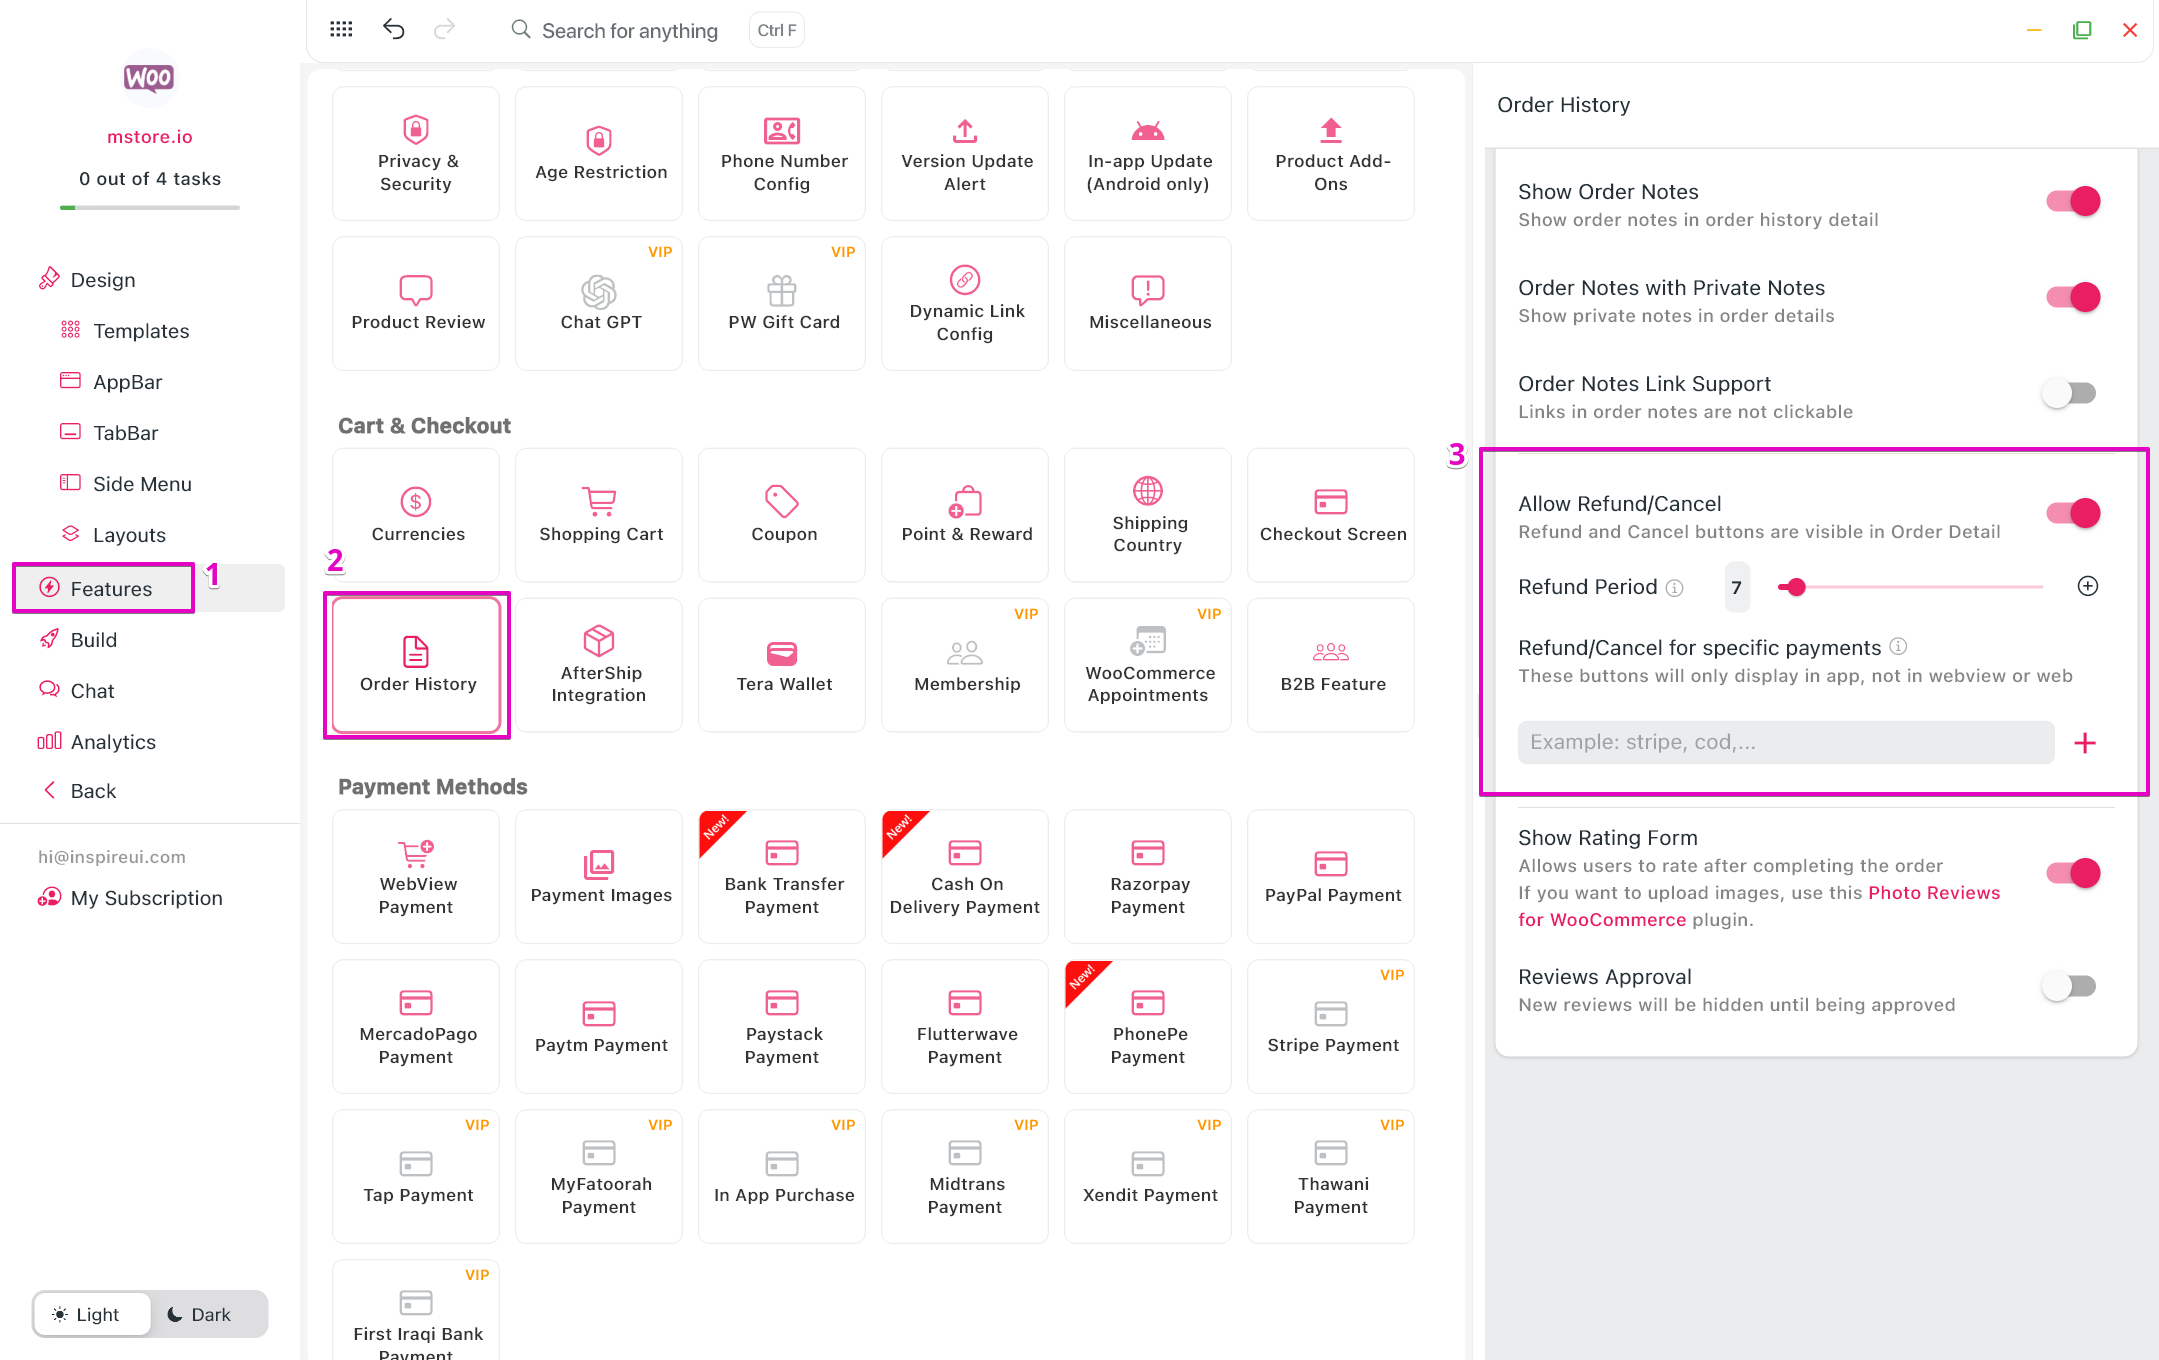 Search for anything
Ctrl F
WOO
mstore.io
0 out of 4 tasks
Design
Templates
AppBar
TabBar
Side Menu
Layouts
Features
1
Build
Chat
Analytics
Back
hi@inspireui.com
My Subscription
Light
Dark
Privacy &
Security
Age Restriction
Phone Number
Config
Version Update
Alert
In-app Update
(Android only)
Product Add-
Ons
Product Review
VIP
Chat GPT
VIP
PW Gift Card
Dynamic Link
Config
Miscellaneous
Cart & Checkout
Currencies
Shopping Cart
Coupon
Point & Reward
Shipping
Country
Checkout Screen
2
Order History
AfterShip
Integration
Tera Wallet
VIP
Membership
VIP
WooCommerce
Appointments
B2B Feature
Payment Methods
WebView
Payment
Payment Images
New!
Bank Transfer
Payment
New!
Cash On
Delivery Payment
Razorpay
Payment
PayPal Payment
MercadoPago
Payment
Paytm Payment
Paystack
Payment
Flutterwave
Payment
New!
PhonePe
Payment
VIP
Stripe Payment
VIP
Tap Payment
VIP
MyFatoorah
Payment
VIP
In App Purchase
VIP
Midtrans
Payment
VIP
Xendit Payment
VIP
Thawani
Payment
VIP
First Iraqi Bank
Payment
Order History
Show Order Notes
Show order notes in order history detail
Order Notes with Private Notes
Show private notes in order details
Order Notes Link Support
Links in order notes are not clickable
3
Allow Refund/Cancel
Refund and Cancel buttons are visible in Order Detail
Refund Period
7
Refund/Cancel for specific payments
These buttons will only display in app, not in webview or web
Example: stripe, cod,...
Show Rating Form
Allows users to rate after completing the order
If you want to upload images, use this Photo Reviews
for WooCommerce plugin.
Reviews Approval
New reviews will be hidden until being approved